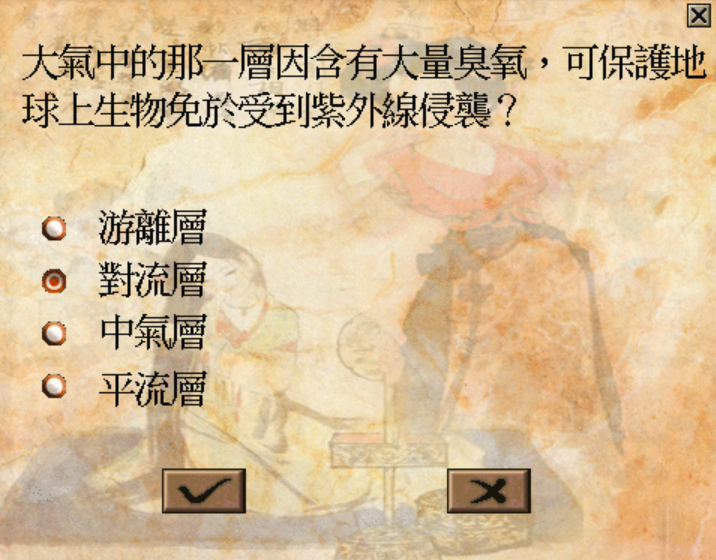 大氣中的那一層因含有大量臭氧，可保護地
球上生物免於受到紫外線侵襲？
游離層
對流層
中氣層
平流層